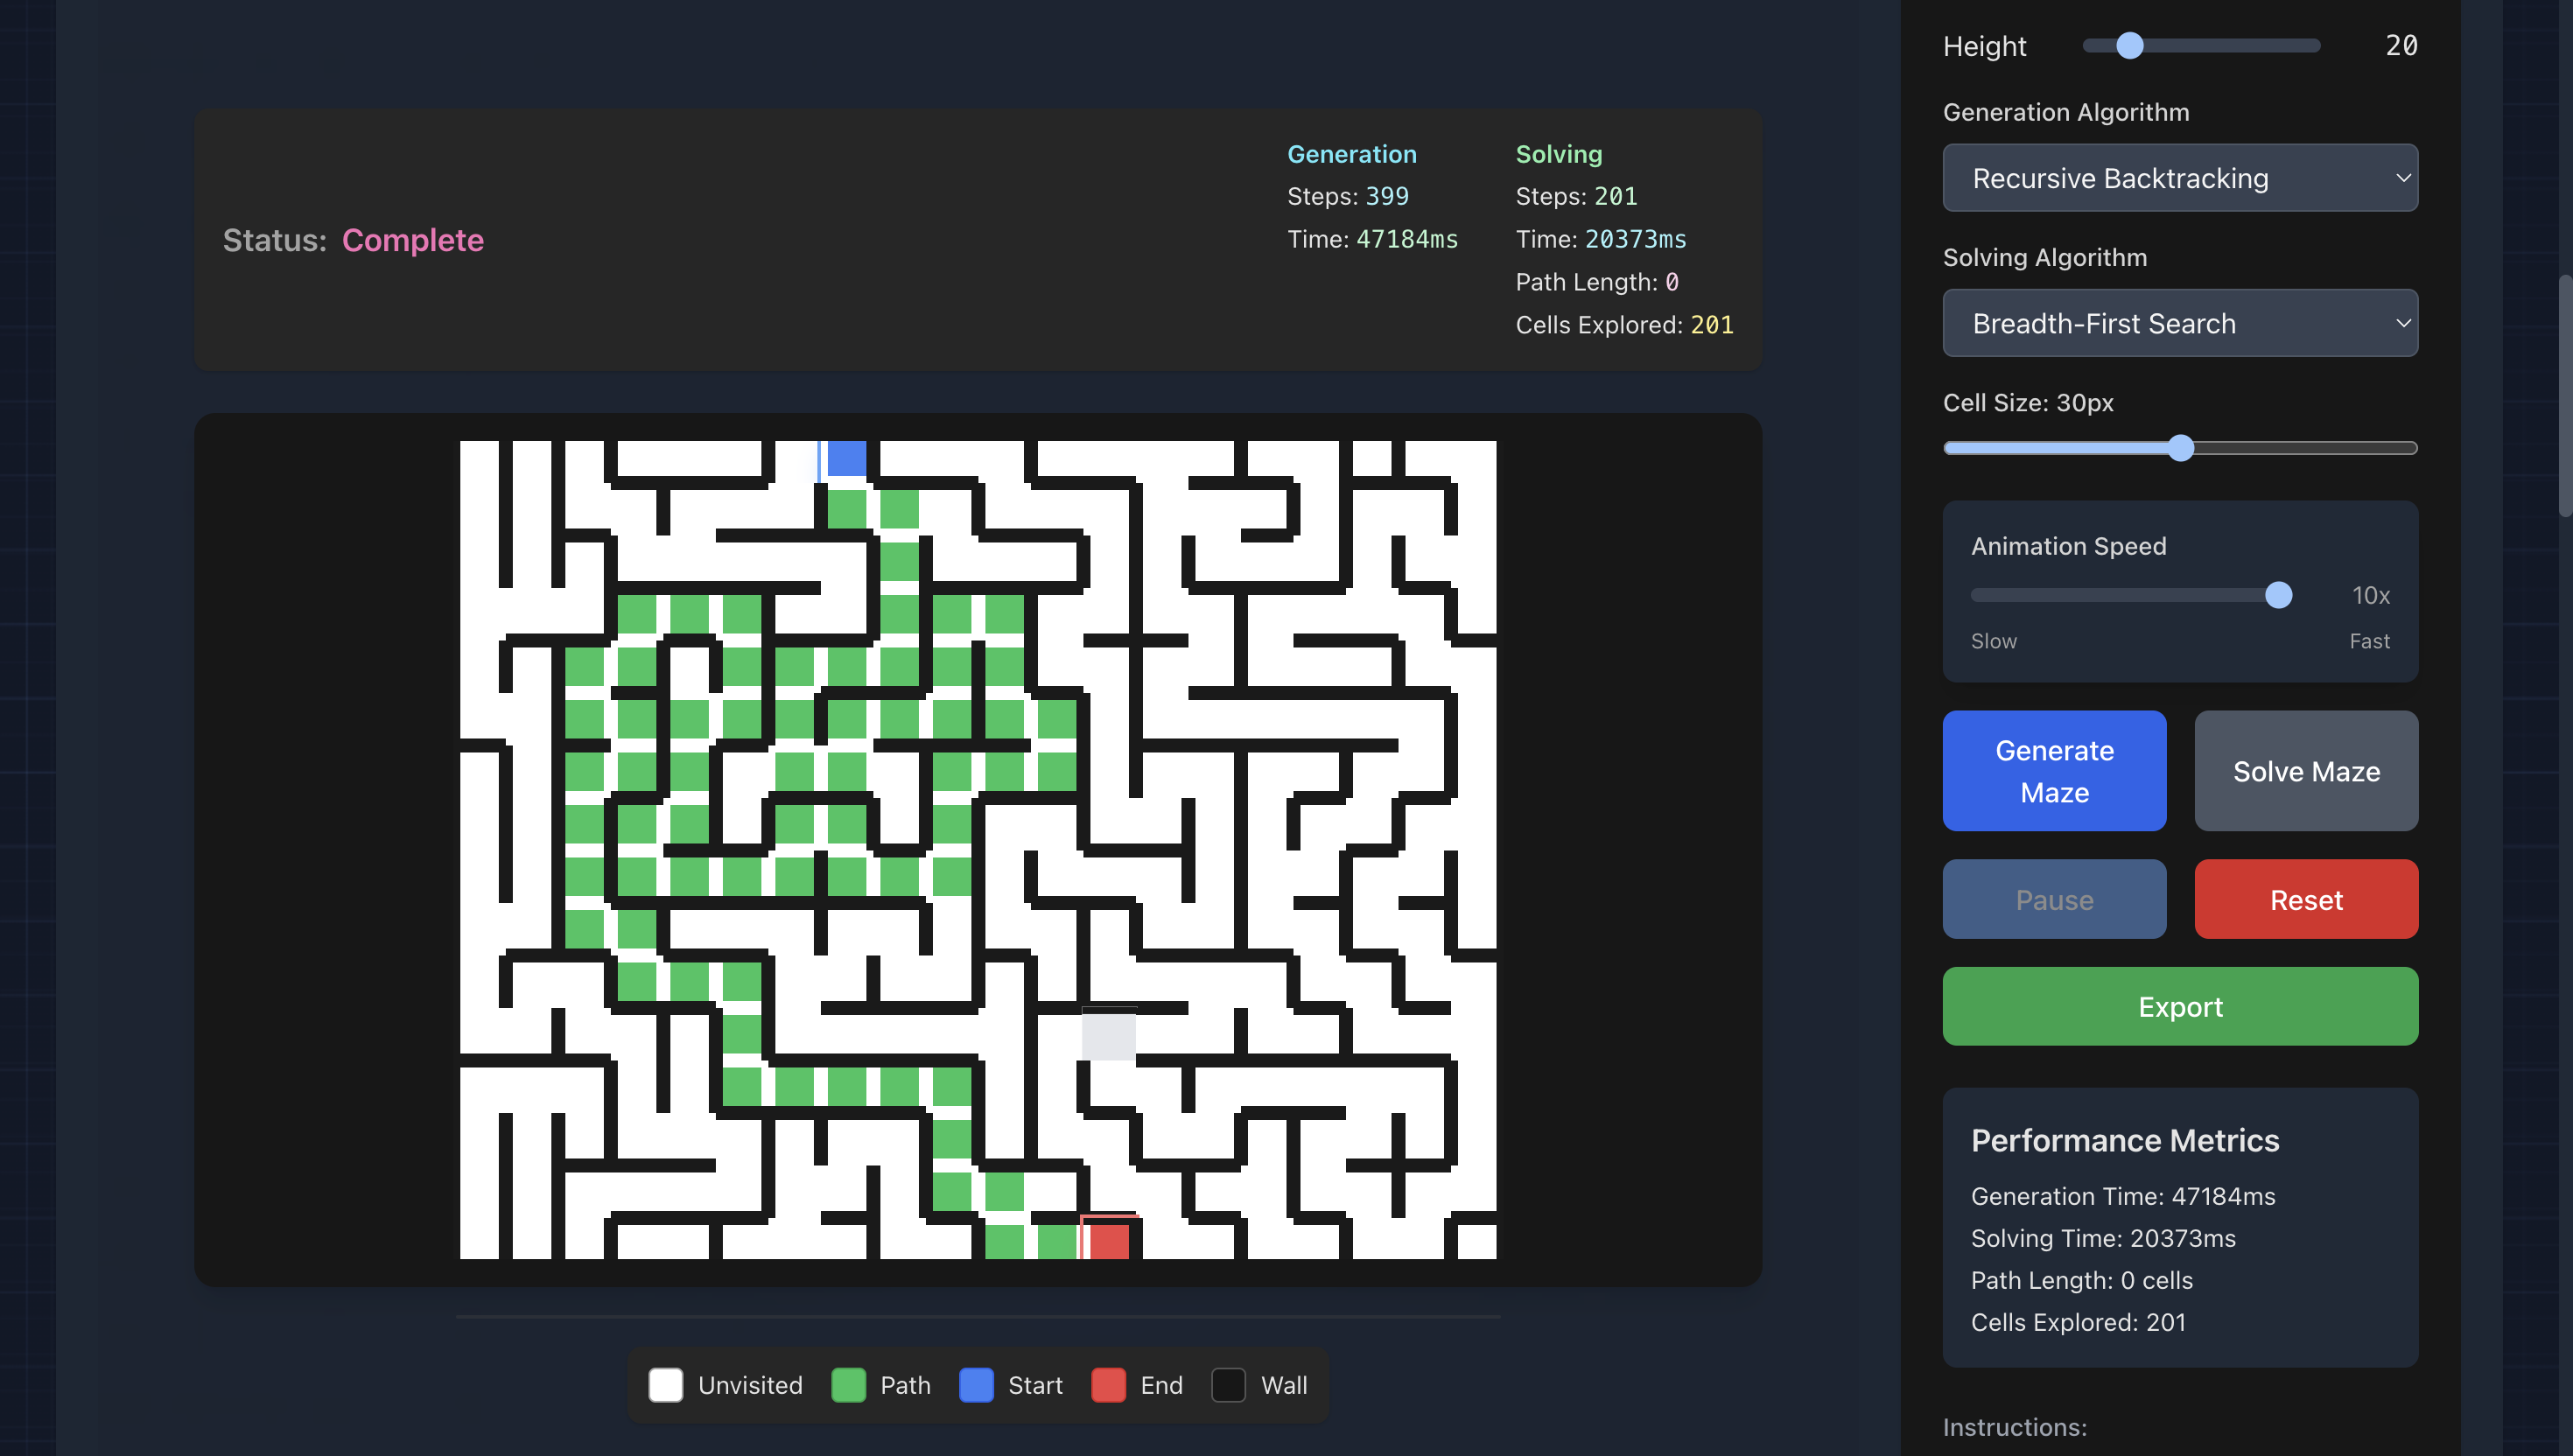 Height 20
Generation Algorithm
Recursive Backtracking
Solving Algorithm
Breadth-First Search
Cell Size: 30px
Animation Speed
10x
Slow Fast
Generate
Maze
Solve Maze
Pause Reset
Export
Performance Metrics
Generation Time: 47184ms
Solving Time: 20373ms
Path Length: 0 cells
Cells Explored: 201
Instructions:
Status: Complete
Generation
Steps: 399
Time: 47184ms
Solving
Steps: 201
Time: 20373ms
Path Length: 0
Cells Explored: 201
Unvisited Path Start End Wall